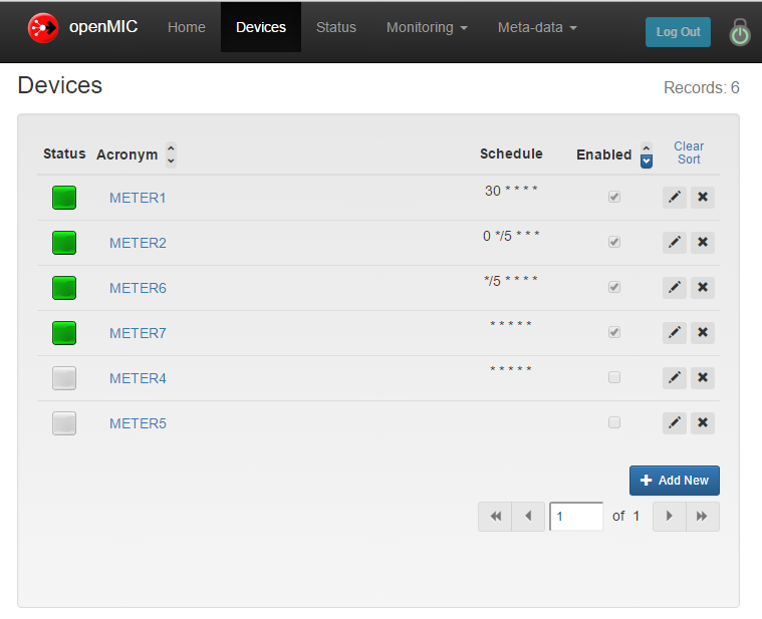 openMIC Home Devices Status Monitoring Meta-data Log Out
Devices
Records: 6
Status Acronym Schedule Enabled Clear Sort
METER1 30 * * * *
METER2 0 */5 * * *
METER6 */5 * * * *
METER7 * * * * *
METER4 * * * * *
METER5
Add New
1 of 1